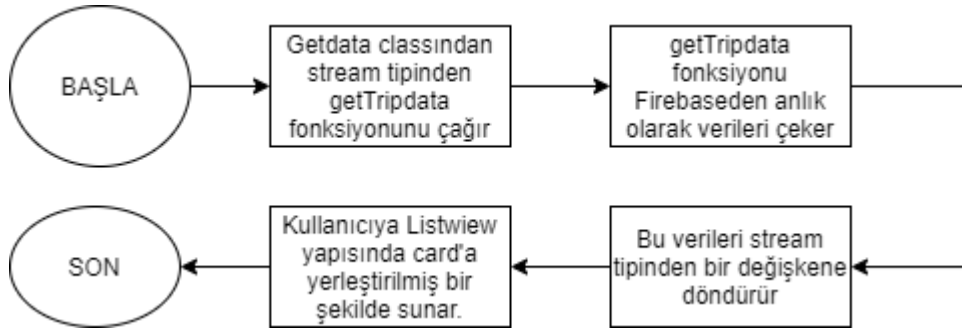 BAŞLA
Getdata classından
stream tipinden
getTripdata
fonksiyonunu çağır
getTripdata
fonksiyonu
Firebaseden anlık
olarak verileri çeker
Bu verileri stream
tipinden bir değişkene
döndürür
Kullanıcıya Listwiew
yapısında card'a
yerleştirilmiş bir
şekilde sunar.
SON